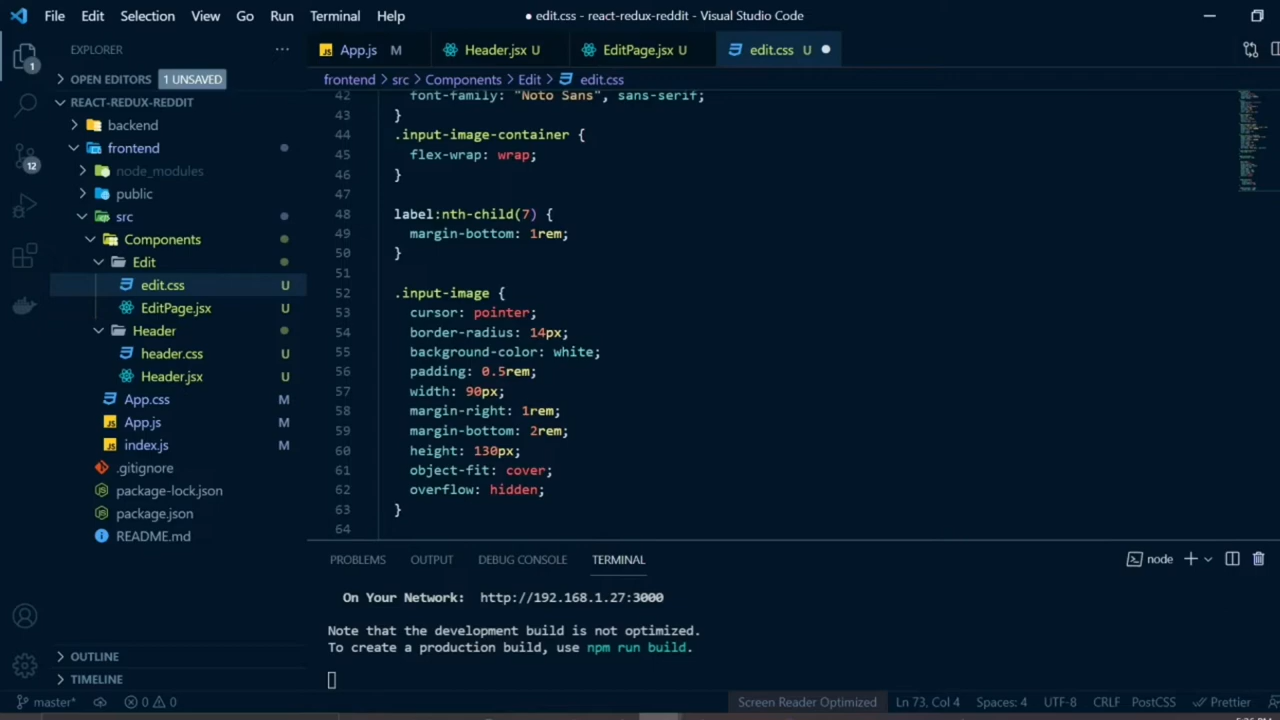 File Edit Selection View Go Run Terminal Help
● edit.css - react-redux-reddit - Visual Studio Code
EXPLORER ...
JS App.js M
Header.jsx U
EditPage.jsx U
edit.css U ●
OPEN EDITORS 1 UNSAVED
frontend > src > Components > Edit > edit.css
REACT-REDUX-REDDIT
backend
frontend
node_modules
public
src
Components
Edit
edit.css U
EditPage.jsx U
Header
header.css U
Header.jsx U
App.css M
JS App.js M
JS index.js M
.gitignore
package-lock.json
package.json
README.md
OUTLINE
TIMELINE
1
12
42 font-family: "Noto Sans", sans-serif;
43 }
44 .input-image-container {
45 flex-wrap: wrap;
46 }
47
48 label:nth-child(7) {
49 margin-bottom: 1rem;
50 }
51
52 .input-image {
53 cursor: pointer;
54 border-radius: 14px;
55 background-color: white;
56 padding: 0.5rem;
57 width: 90px;
58 margin-right: 1rem;
59 margin-bottom: 2rem;
60 height: 130px;
61 object-fit: cover;
62 overflow: hidden;
63 }
64
PROBLEMS OUTPUT DEBUG CONSOLE TERMINAL
node
On Your Network: http://192.168.1.27:3000
Note that the development build is not optimized.
To create a production build, use npm run build.
master* 0 0 Screen Reader Optimized Ln 73, Col 4 Spaces: 4 UTF-8 CRLF PostCSS Prettier